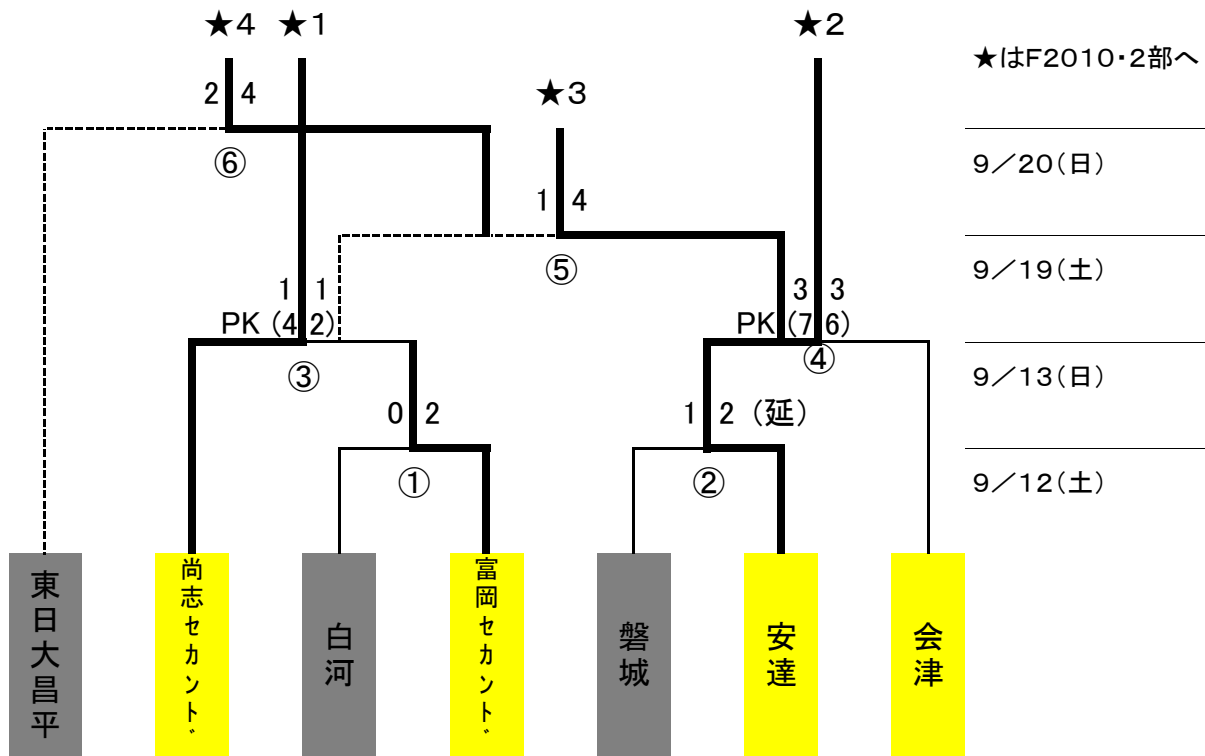 ★4 ★1 ★2
★はF2010・2部へ
2 4
★3
⑥
9／20(日)
1 4
⑤
9／19(土)
1 1
3 3
PK (4 2)
PK (7 6)
③
④
9／13(日)
0 2
1 2 (延)
①
②
9／12(土)
東日大昌平
尚志セカンド
白河
富岡セカンド
磐城
安達
会津